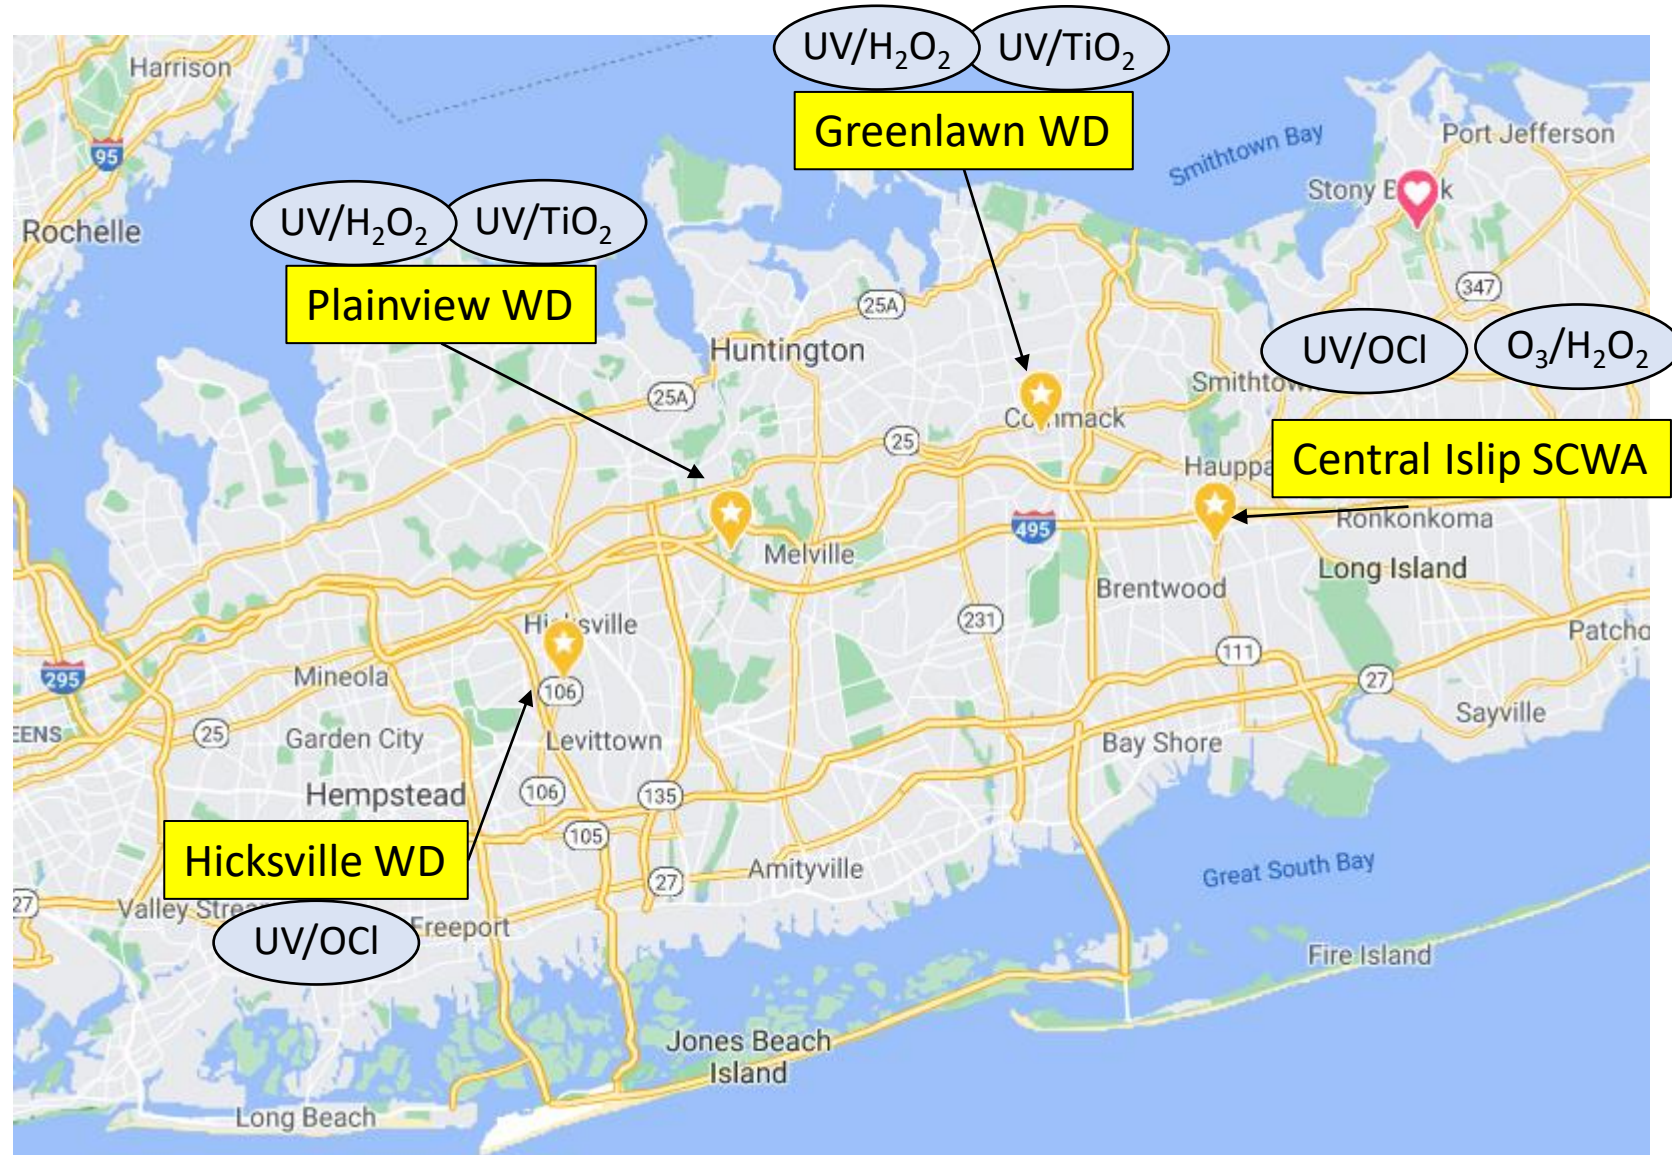 UV/H₂O₂
UV/TiO₂
Greenlawn WD
Harrison
95
Smithtown Bay
Port Jefferson
Rochelle
UV/H₂O₂
UV/TiO₂
Plainview WD
Stony
347
25A
Huntington
UV/OCl
O₃/H₂O₂
25A
25
Central Islip SCWA
495
Ronkonkoma
Melville
Long Island
Brentwood
231
Patcho
111
295
Mineola
106
27
25
Garden City
Levittown
Sayville
Bay Shore
Hempstead
106
135
105
Hicksville WD
Amityville
27
Great South Bay
27
Valley Stre
Freeport
UV/OCl
Fire Island
Jones Beach
Island
Long Beach